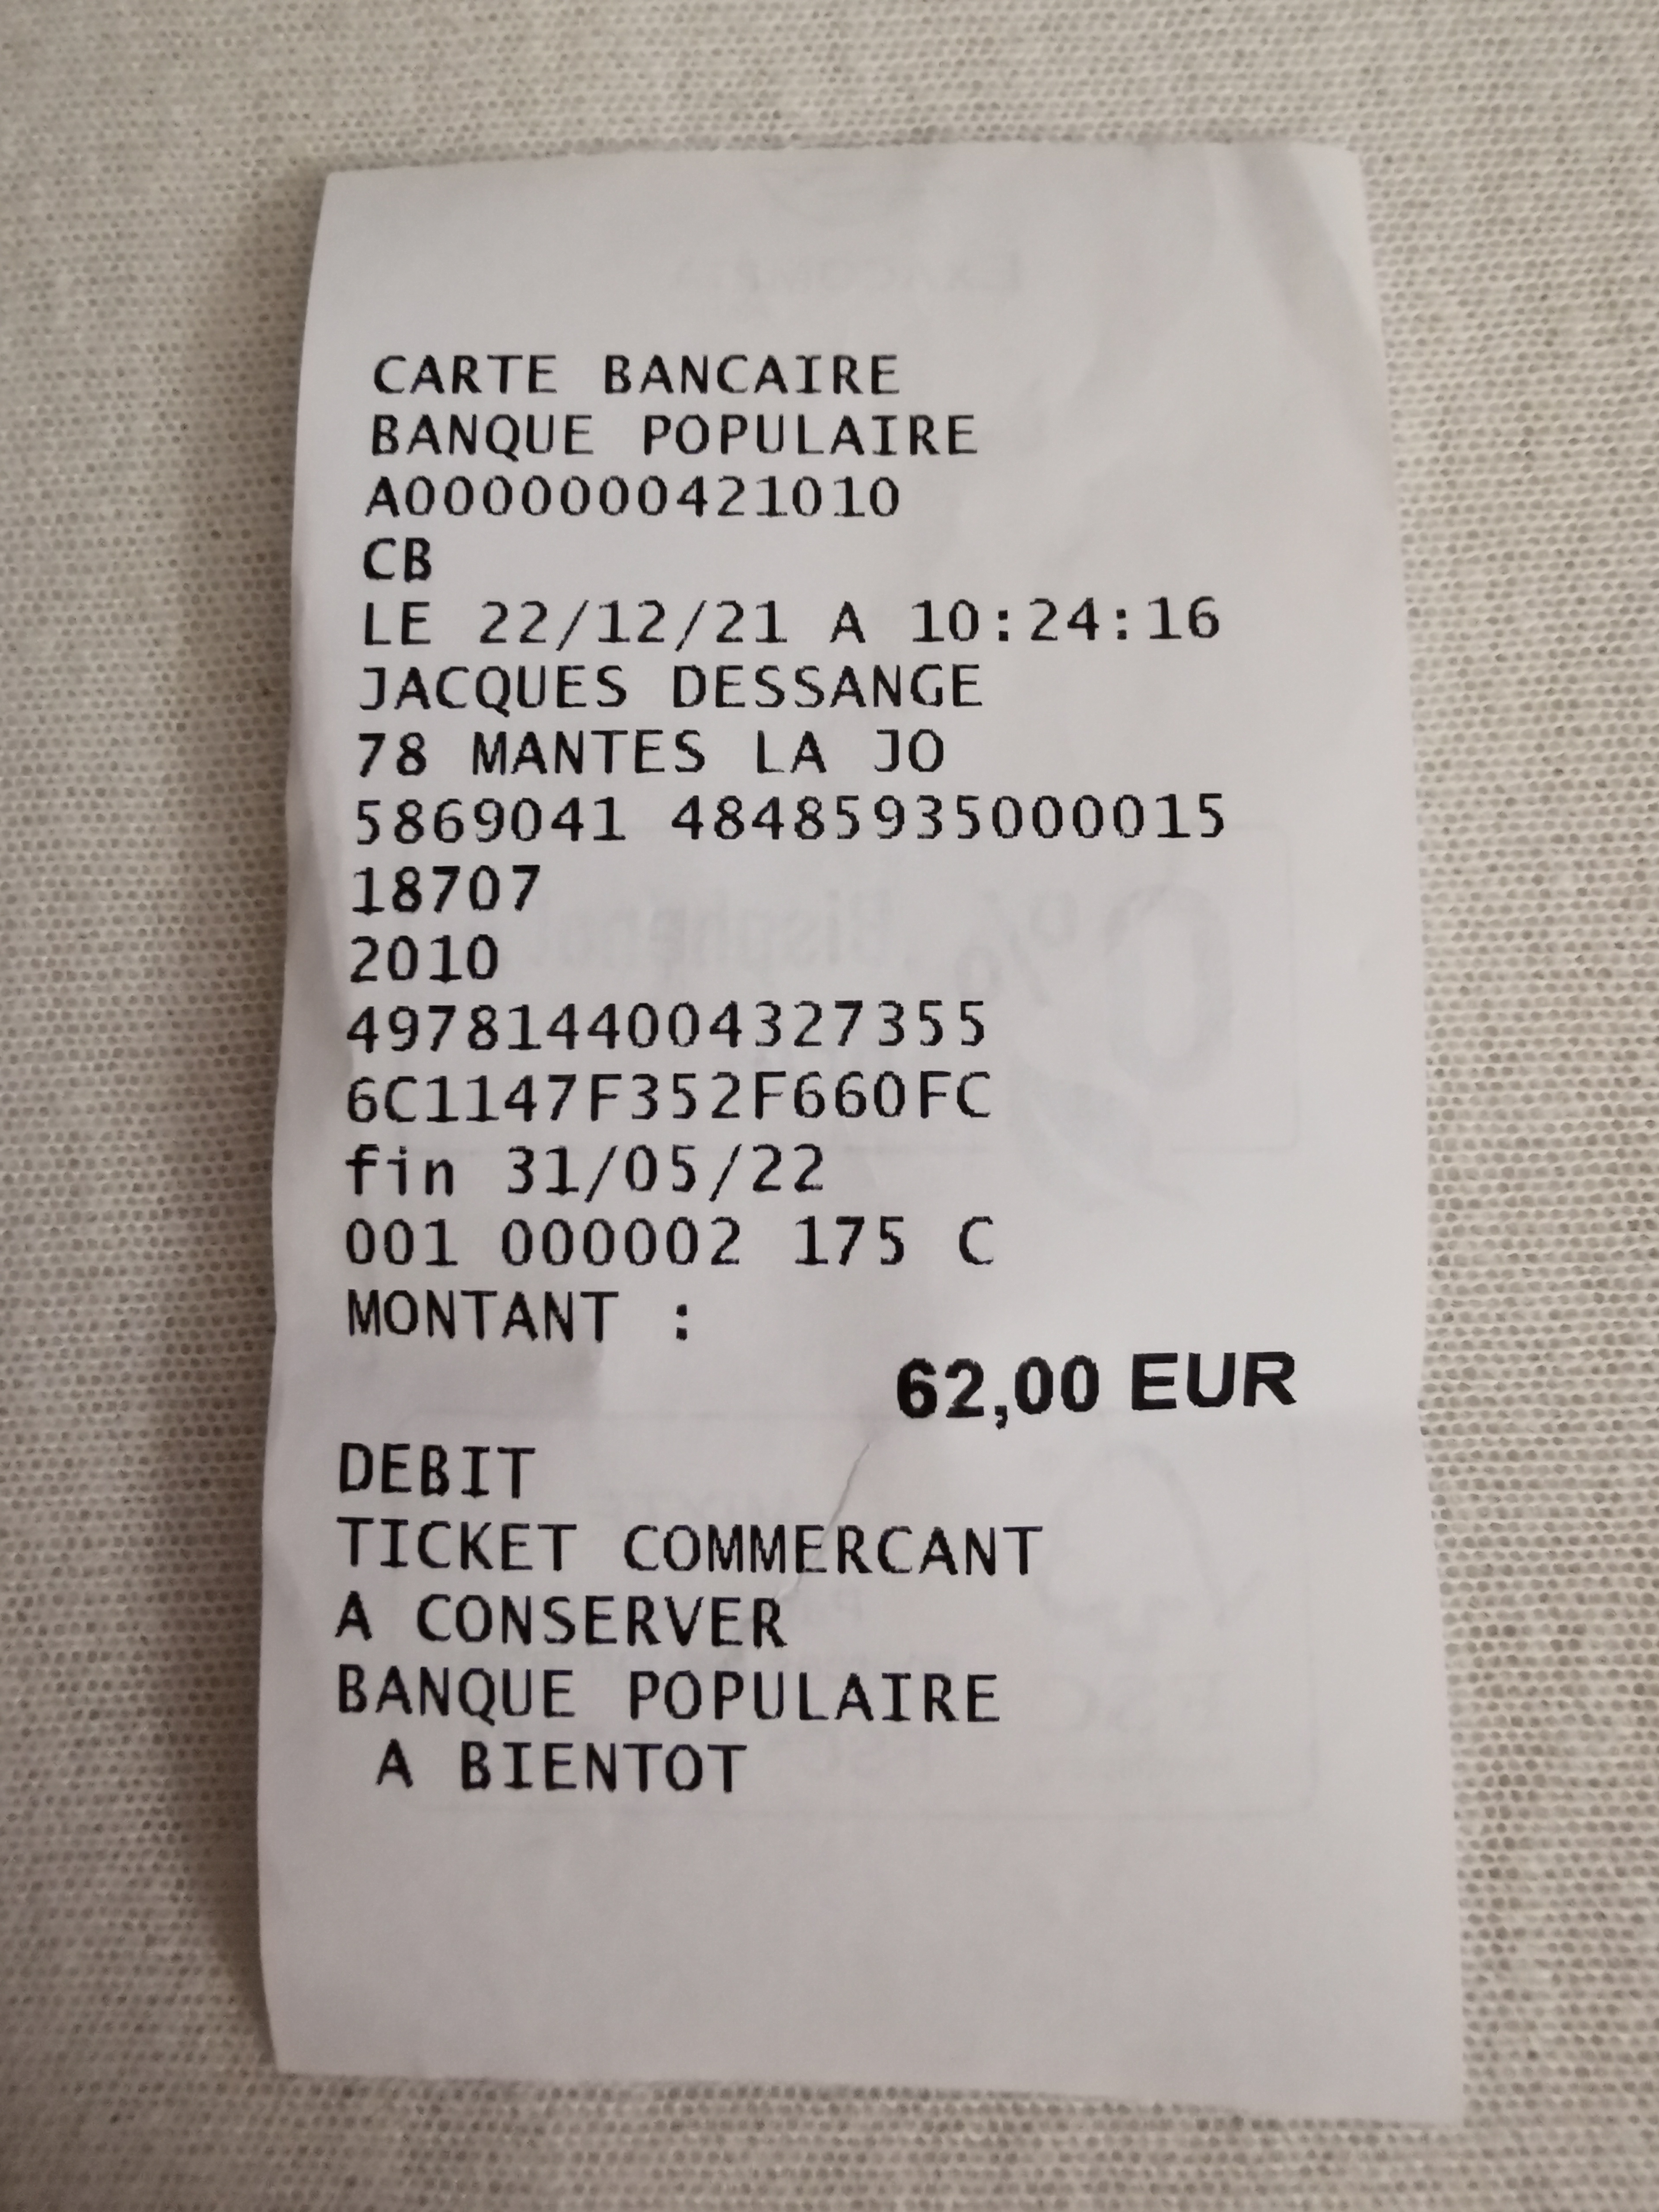 CARTE BANCAIRE
BANQUE POPULAIRE
A0000000421010
CB
LE 22/12/21 A 10:24:16
JACQUES DESSANGE
78 MANTES LA JO
5869041 48485935000015
18707
2010
4978144004327355
6C1147F352F660FC
fin 31/05/22
001 000002 175 C
MONTANT :
62,00 EUR
DEBIT
TICKET COMMERCANT
A CONSERVER
BANQUE POPULAIRE
A BIENTOT